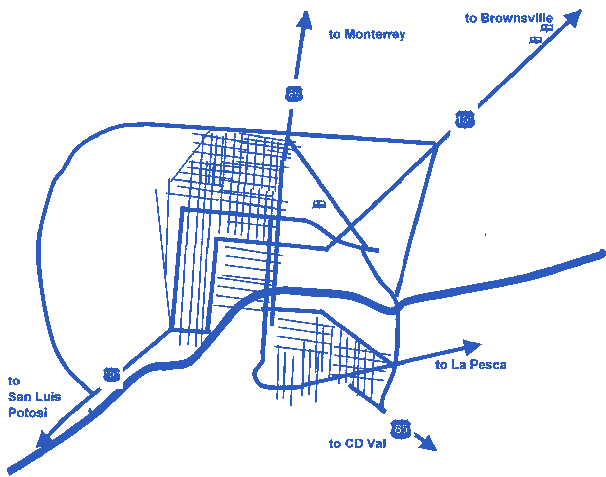 to Monterrey
to Brownsville
to La Pesca
to
San Luis
Potosi
to CD Val